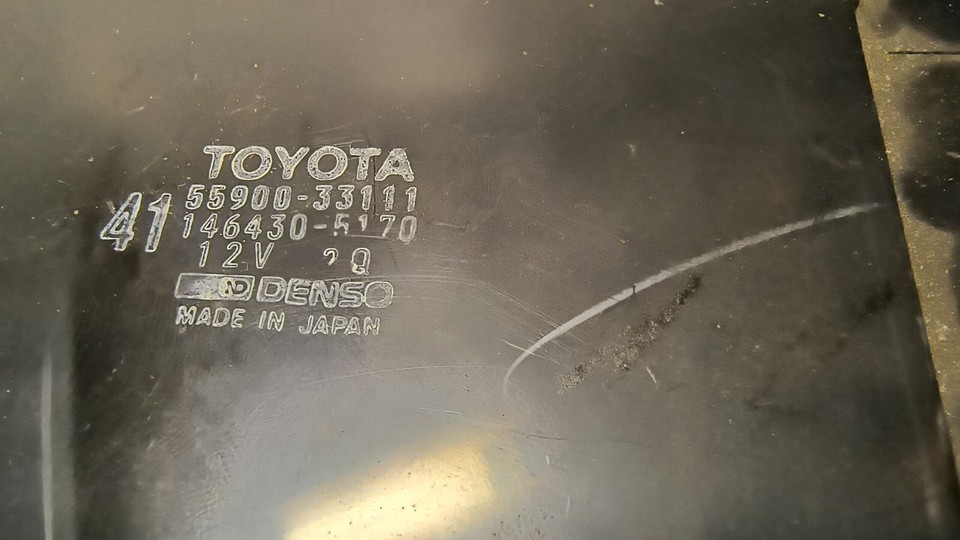 TOYOTA
55900-33111
41
146430-5170
12V
DENSO
MADE IN JAPAN